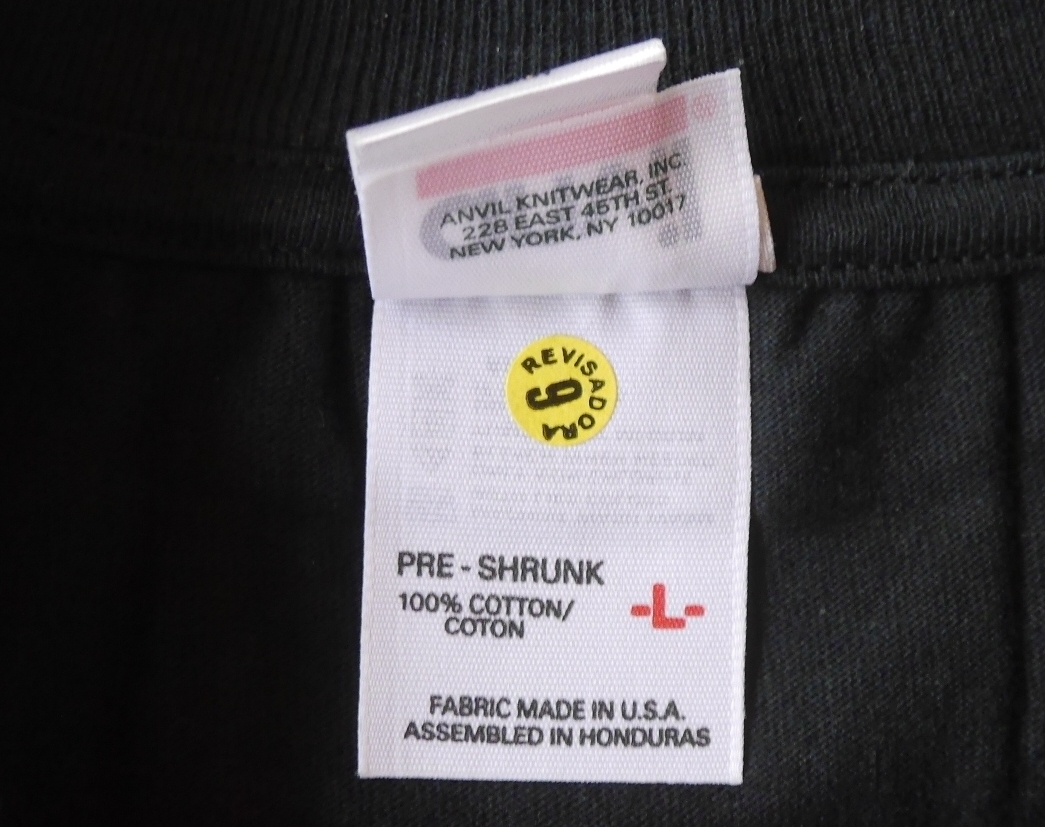 ANVIL KNITWEAR, INC
228 EAST 45TH ST.
NEW YORK, NY 10017
REVISADORA
9
PRE - SHRUNK
100% COTTON/
COTON
-L-
FABRIC MADE IN U.S.A.
ASSEMBLED IN HONDURAS